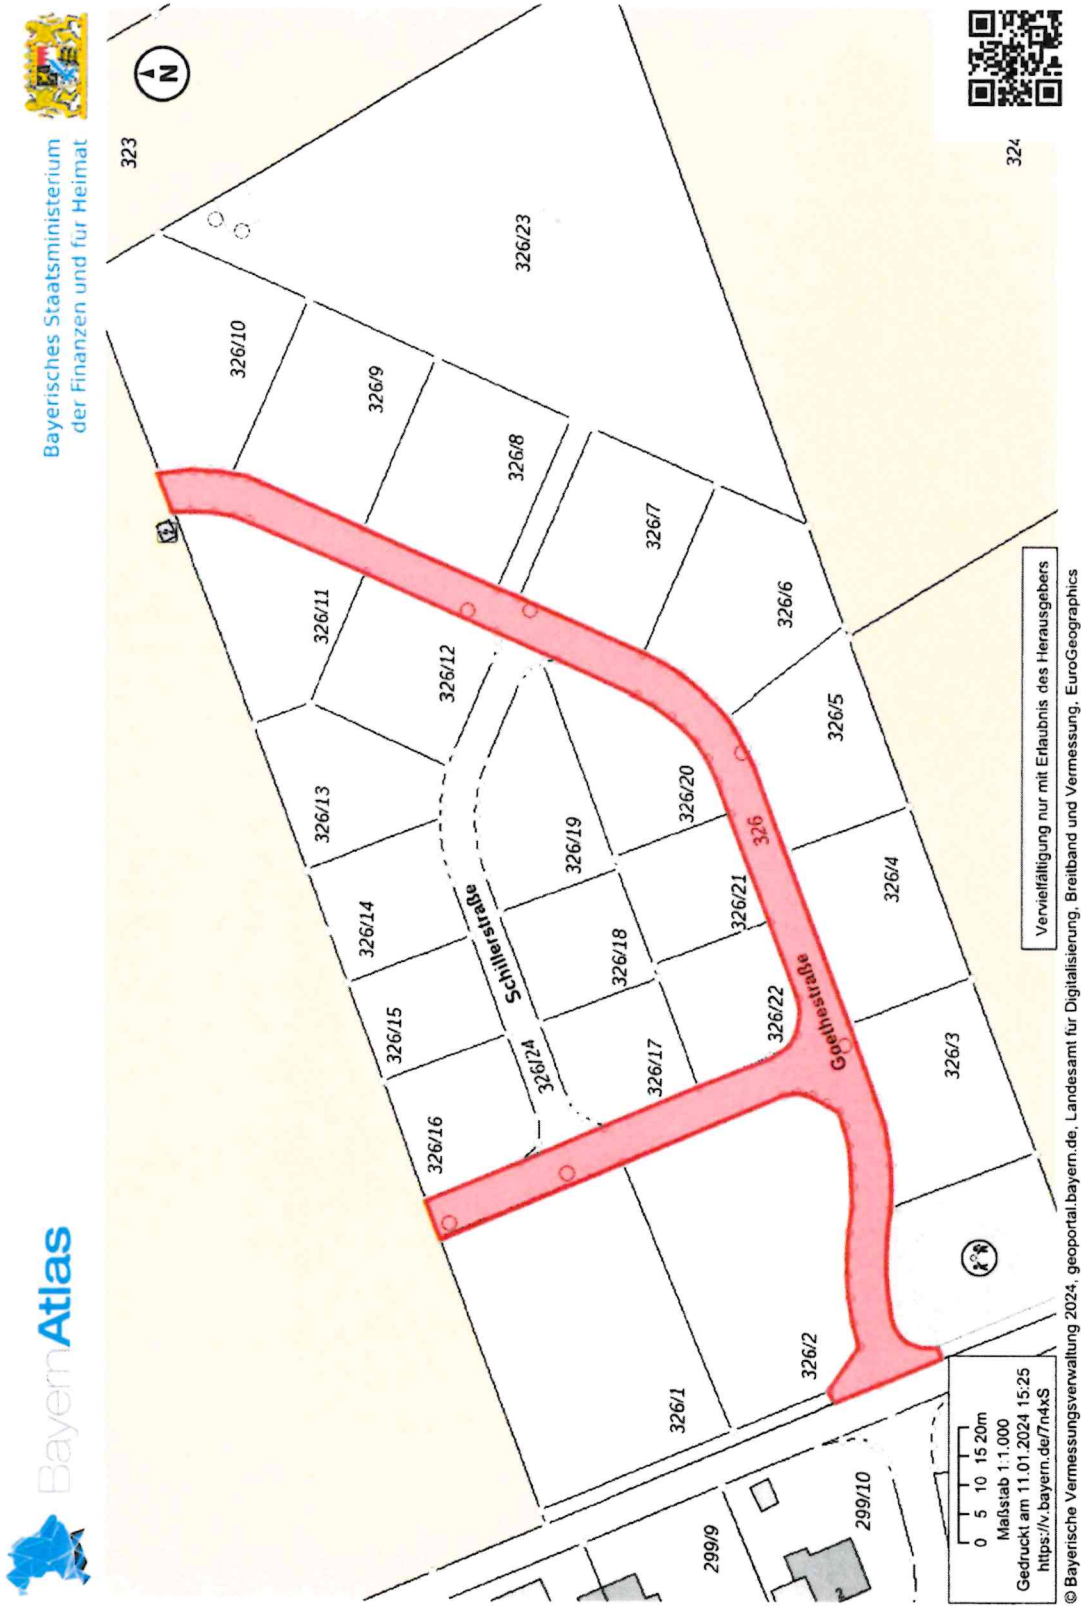 BayernAtlas
Bayerisches Staatsministerium
der Finanzen und für Heimat
N
323
326/10
326/9
326/8
326/23
326/11
326/12
326/7
326/6
326/13
326/5
326/20
326/19
326
326/14
326/21
326/4
Schillerstraße
326/18
326/15
326/22
Goethestraße
326/24
326/17
326/3
326/16
326/2
326/1
299/10
299/9
2
324
0 5 10 15 20m
Maßstab 1:1.000
Gedruckt am 11.01.2024 15:25
https://v.bayern.de/7n4xS
Vervielfältigung nur mit Erlaubnis des Herausgebers
© Bayerische Vermessungsverwaltung 2024, geoportal.bayern.de, Landesamt für Digitalisierung, Breitband und Vermessung, EuroGeographics